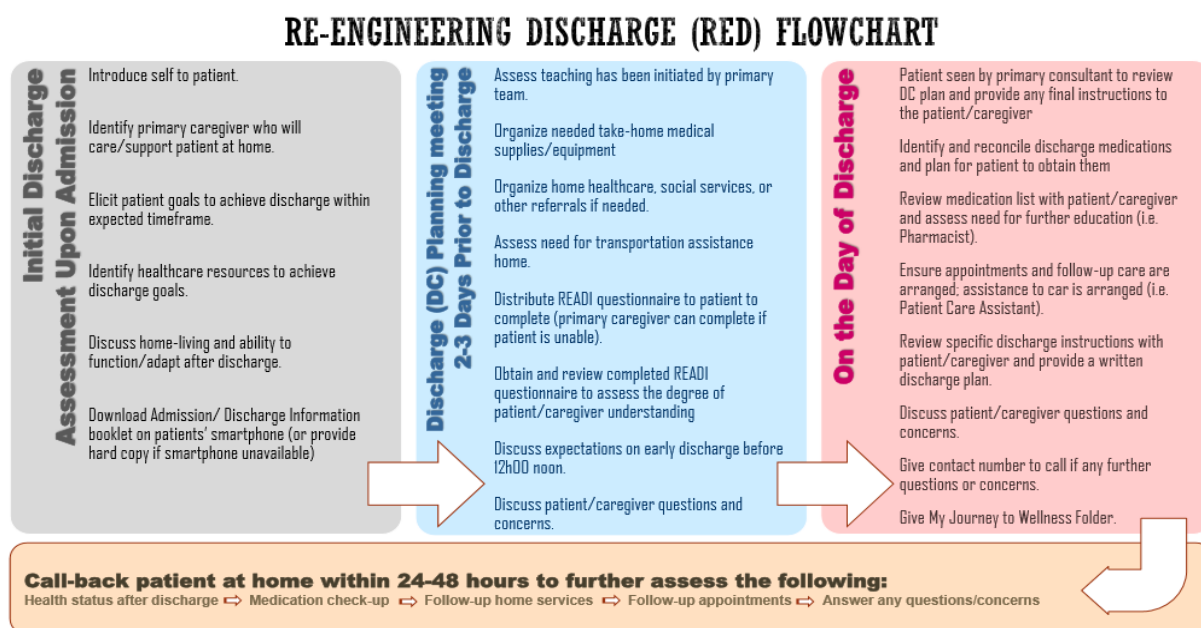 RE-ENGINEERING DISCHARGE (RED) FLOWCHART
Initial Discharge
Assessment Upon Admission
Introduce self to patient.
Identify primary caregiver who will
care/support patient at home.
Elicit patient goals to achieve discharge within
expected timeframe.
Identify healthcare resources to achieve
discharge goals.
Discuss home-living and ability to
function/adapt after discharge.
Download Admission/ Discharge Information
booklet on patients' smartphone (or provide
hard copy if smartphone unavailable)
Discharge (DC) Planning meeting
2-3 Days Prior to Discharge
Assess teaching has been initiated by primary
team.
Organize needed take-home medical
supplies/equipment
Organize home healthcare, social services, or
other referrals if needed.
Assess need for transportation assistance
home.
Distribute READI questionnaire to patient to
complete (primary caregiver can complete if
patient is unable).
Obtain and review completed READI
questionnaire to assess the degree of
patient/caregiver understanding
Discuss expectations on early discharge before
12h00 noon.
Discuss patient/caregiver questions and
concerns.
On the Day of Discharge
Patient seen by primary consultant to review
DC plan and provide any final instructions to
the patient/caregiver
Identify and reconcile discharge medications
and plan for patient to obtain them
Review medication list with patient/caregiver
and assess need for further education (i.e.
Pharmacist).
Ensure appointments and follow-up care are
arranged; assistance to car is arranged (i.e.
Patient Care Assistant).
Review specific discharge instructions with
patient/caregiver and provide a written
discharge plan.
Discuss patient/caregiver questions and
concerns.
Give contact number to call if any further
questions or concerns.
Give My Journey to Wellness Folder.
Call-back patient at home within 24-48 hours to further assess the following:
Health status after discharge ⇨ Medication check-up ⇨ Follow-up home services ⇨ Follow-up appointments ⇨ Answer any questions/concerns